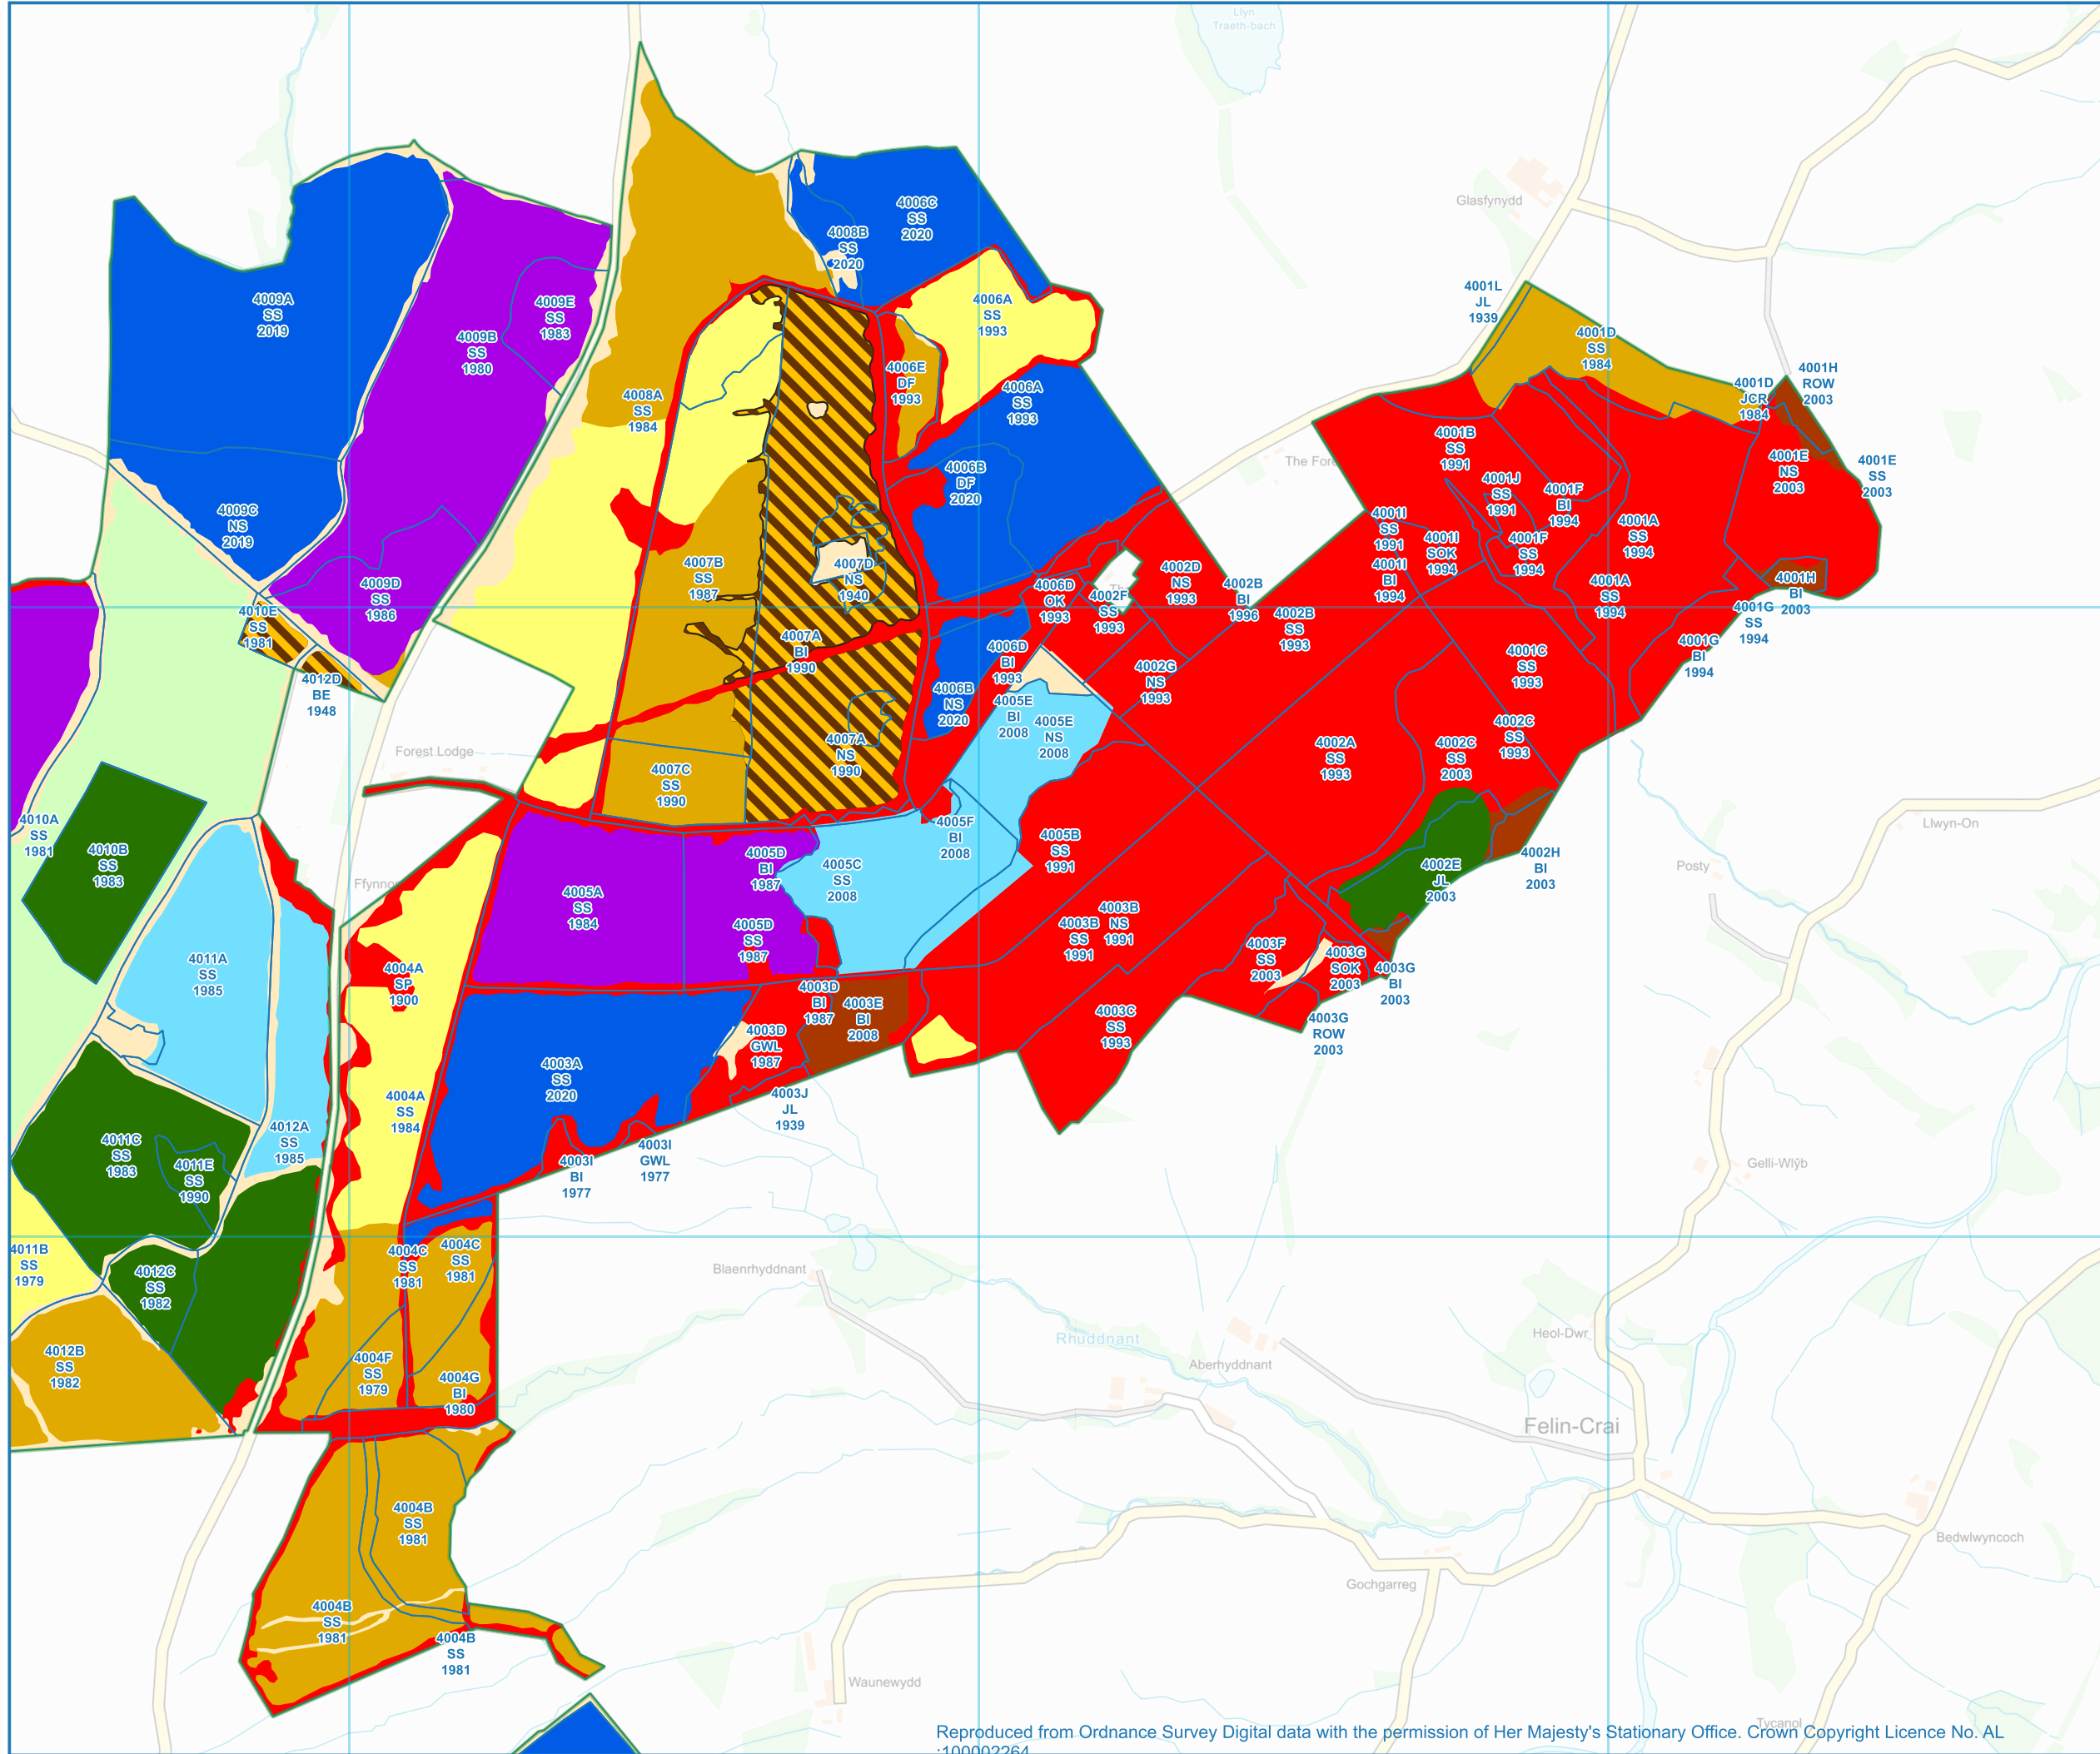 Llyn
Traeth-bach
4006C
SS
2020
4008B
SS
2020
Glasfynydd
4009A
SS
2019
4009E
SS
1983
4009B
SS
1980
4006A
SS
1993
4001L
JL
1939
4001D
SS
1984
4006E
DF
1993
4006A
SS
1993
4008A
SS
1984
4001D
JCR
1984
4001H
ROW
2003
4001B
SS
1991
The Fore
4006B
DF
2020
4001J
SS
1991
4001F
BI
1994
4001E
NS
2003
4001E
SS
2003
4009C
NS
2019
4001I
SS
1991
4001I
SOK
1994
4001F
SS
1994
4001A
SS
1994
4009D
SS
1986
4007B
SS
1987
4007D
NS
1940
4006D
OK
1993
4002F
SS
1993
4002D
NS
1993
4002B
BI
1996
4001I
BI
1994
4001A
SS
1994
4001H
BI
2003
4010E
SS
1981
4007A
BI
1990
4002B
SS
1993
4001G
SS
1994
4012D
BE
1948
4006D
BI
1993
4002G
NS
1993
4001C
SS
1993
4001G
BI
1994
4006B
NS
2020
4005E
BI
2008
4005E
NS
2008
Forest Lodge
4007A
NS
1990
4007C
SS
1990
4002A
SS
1993
4002C
SS
2003
4002C
SS
1993
4010A
SS
1981
4010B
SS
1983
4005F
BI
2008
4005B
SS
1991
Llwyn-On
Posty
4005D
BI
1987
4005C
SS
2008
4002E
JL
2003
4002H
BI
2003
Ffynnon
4005A
SS
1984
4005D
SS
1987
4003B
SS
1991
4003B
NS
1991
4011A
SS
1985
4004A
SP
1900
4003F
SS
2003
4003G
SOK
2003
4003G
BI
2003
4003D
BI
1987
4003E
BI
2008
4003C
SS
1993
4003G
ROW
2003
4003D
GWL
1987
4003A
SS
2020
4004A
SS
1984
4003J
JL
1939
4011C
SS
1983
4011E
SS
1990
4012A
SS
1985
4003I
BI
1977
4003I
GWL
1977
Gelli-Wlŷb
4011B
SS
1979
4012C
SS
1982
4004C
SS
1981
4004C
SS
1981
Blaenrhyddnant
Rhuddnant
Heol-Dwr
Aberhyddnant
4012B
SS
1982
4004F
SS
1979
4004G
BI
1980
Felin-Crai
4004B
SS
1981
Bedwlwyncoch
Gochgarreg
4004B
SS
1981
4004B
SS
1981
Waunewydd
Tycanol
Reproduced from Ordnance Survey Digital data with the permission of Her Majesty's Stationary Office. Crown Copyright Licence No. AL
:100002264